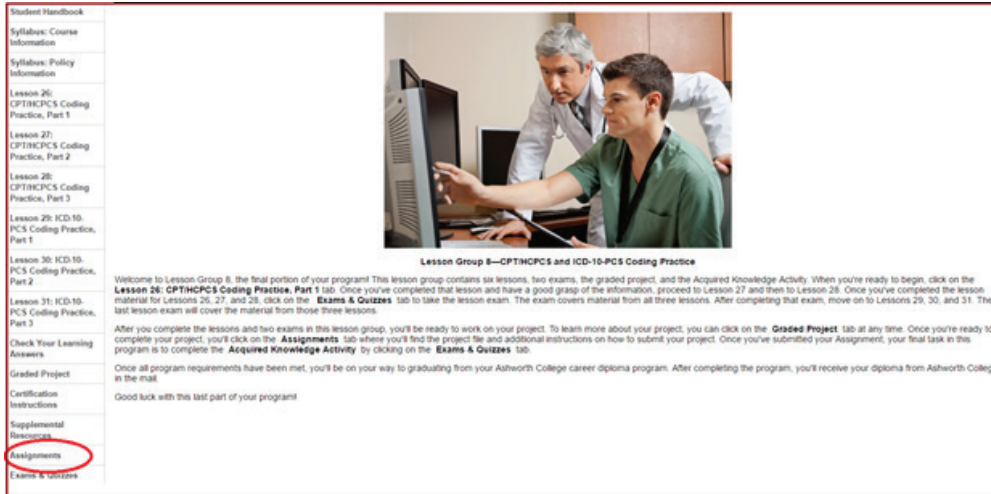 Student Handbook
Syllabus: Course
Information
Syllabus: Policy
Information
Lesson 26:
CPT/HCPCS Coding
Practice, Part 1
Lesson 27:
CPT/HCPCS Coding
Practice, Part 2
Lesson 28:
CPT/HCPCS Coding
Practice, Part 3
Lesson 29: ICD-10-
PCS Coding Practice,
Part 1
Lesson 30: ICD-10-
PCS Coding Practice,
Part 2
Lesson 31: ICD-10-
PCS Coding Practice,
Part 3
Check Your Learning
Answers
Graded Project
Certification
Instructions
Supplemental
Resources
Assignments
Exams & Quizzes
Lesson Group 8—CPT/HCPCS and ICD-10-PCS Coding Practice
Welcome to Lesson Group 8, the final portion of your program! This lesson group contains six lessons, two exams, the graded project, and the Acquired Knowledge Activity. When you're ready to begin, click on the
Lesson 26: CPT/HCPCS Coding Practice, Part 1 tab. Once you've completed that lesson and have a good grasp of the information, proceed to Lesson 27 and then to Lesson 28. Once you've completed the lesson
material for Lessons 26, 27, and 28, click on the Exams & Quizzes tab to take the lesson exam. The exam covers material from all three lessons. After completing that exam, move on to Lessons 29, 30, and 31. The
last lesson exam will cover the material from those three lessons.
After you complete the lessons and two exams in this lesson group, you'll be ready to work on your project. To learn more about your project, you can click on the Graded Project tab at any time. Once you're ready to
complete your project, you'll click on the Assignments tab where you'll find the project file and additional instructions on how to submit your project. Once you've submitted your Assignment, your final task in this
program is to complete the Acquired Knowledge Activity by clicking on the Exams & Quizzes tab.
Once all program requirements have been met, you'll be on your way to graduating from your Ashworth College career diploma program. After completing the program, you'll receive your diploma from Ashworth Colleg
in the mail.
Good luck with this last part of your program!